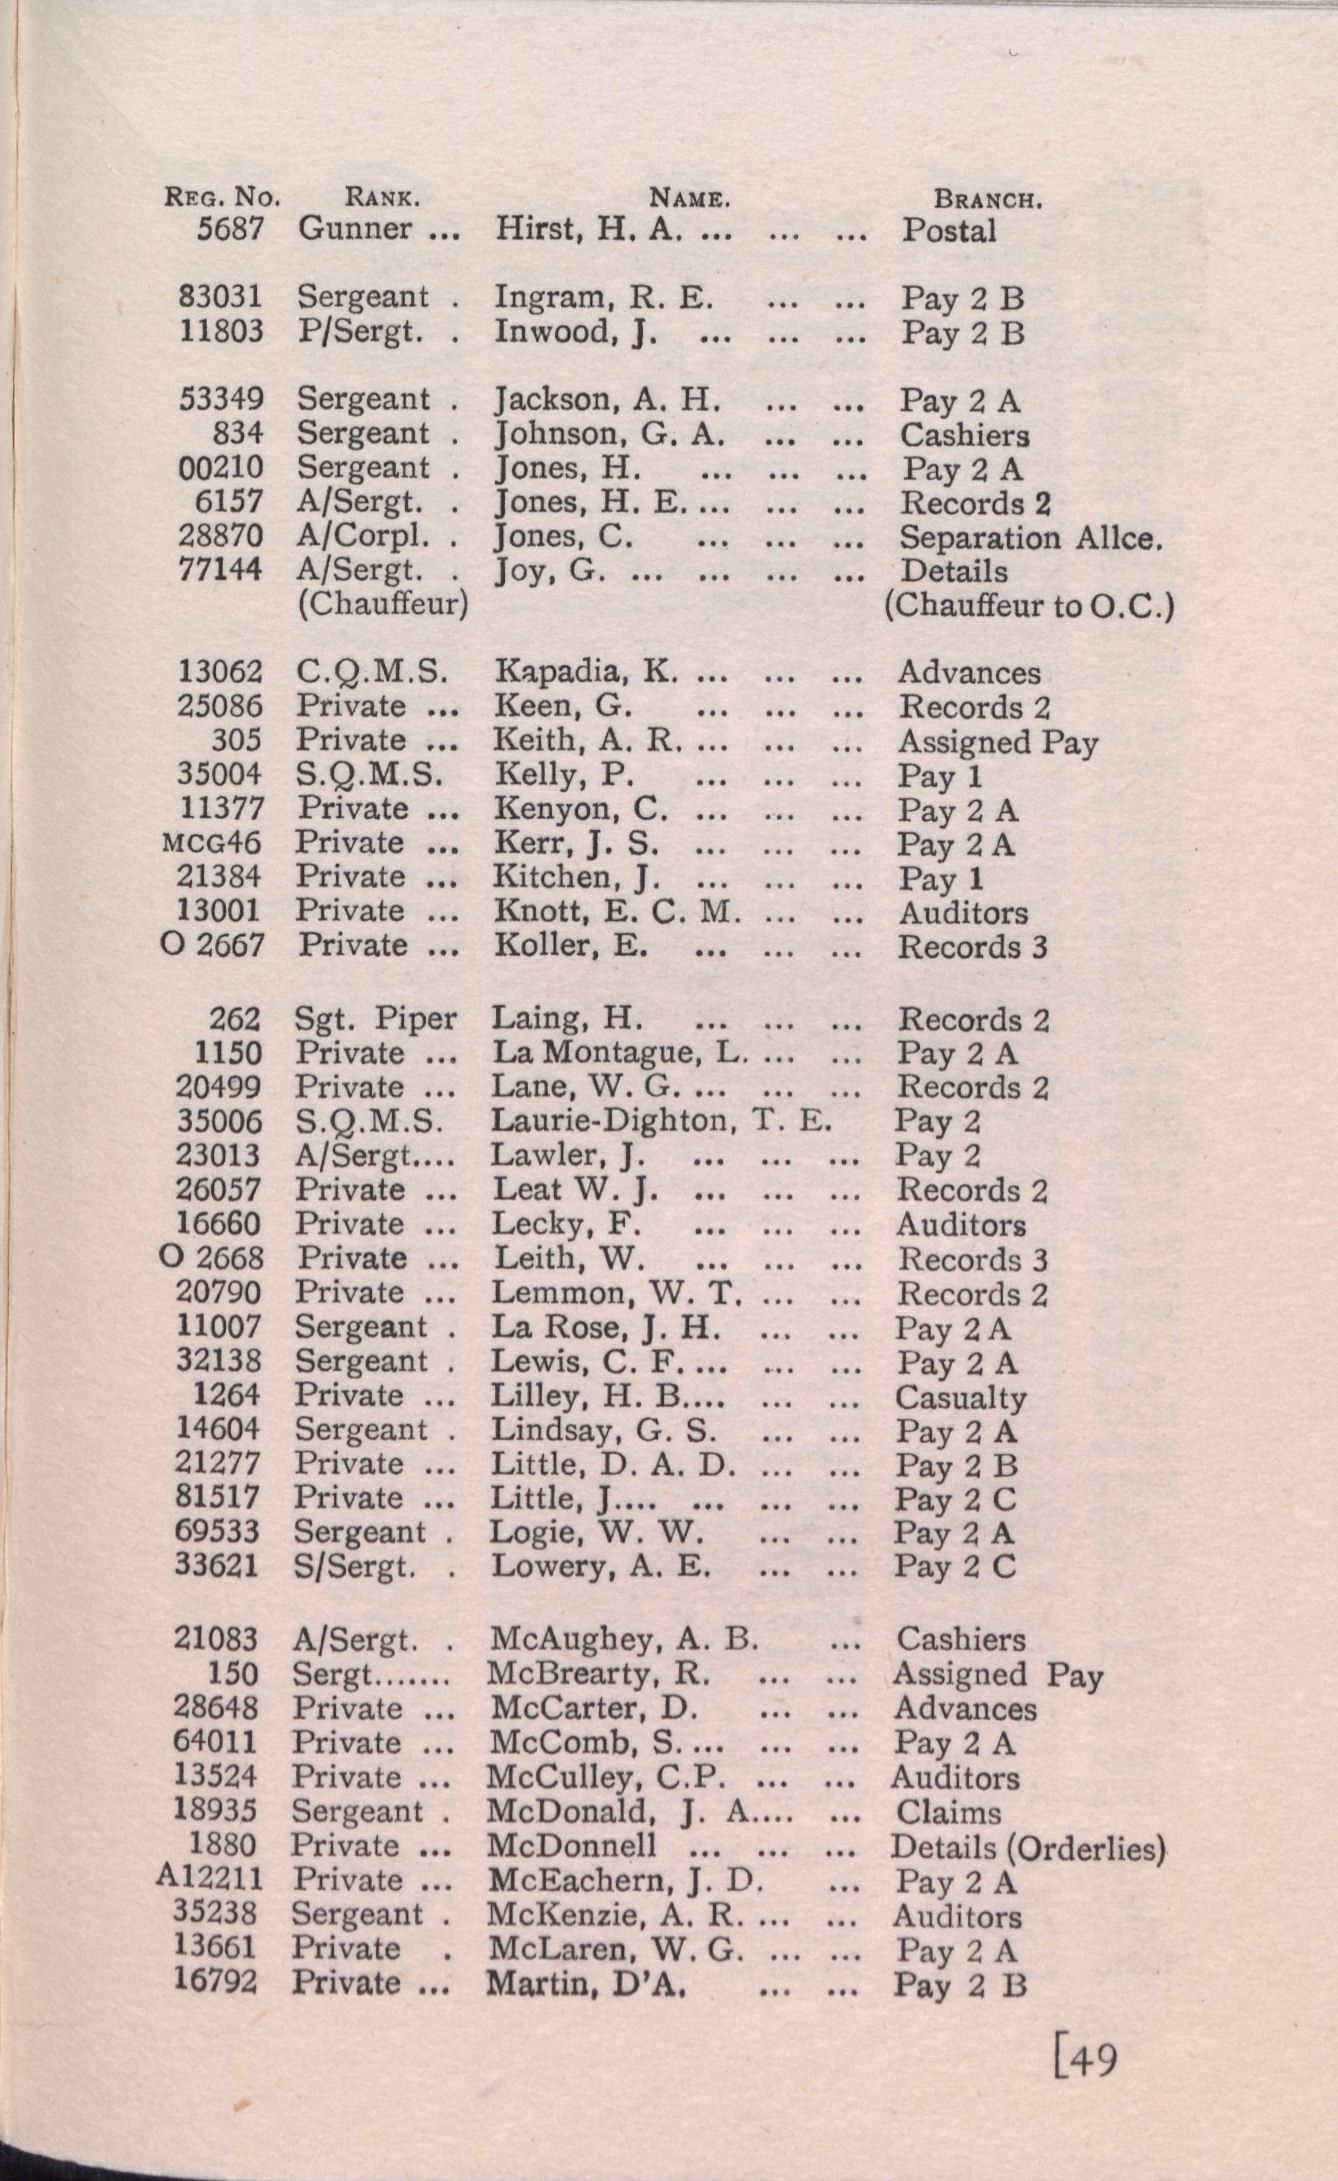 REG. NO. RANK. NAME. BRANCH.
5687 Gunner ... Hirst, H. A. ... ... ... Postal
83031 Sergeant . Ingram, R. E. ... ... Pay 2 B
11803 P/Sergt. . Inwood, J. ... ... ... Pay 2 B
53349 Sergeant . Jackson, A. H. ... ... Pay 2 A
834 Sergeant . Johnson, G. A. ... ... Cashiers
00210 Sergeant . Jones, H. ... ... ... Pay 2 A
6157 A/Sergt. . Jones, H. E. ... ... ... Records 2
28870 A/Corpl. . Jones, C. ... ... ... Separation Allce.
77144 A/Sergt. . Joy, G. ... ... ... ... Details
(Chauffeur) (Chauffeur to O.C.)
13062 C.Q.M.S. Kapadia, K. ... ... ... Advances
25086 Private ... Keen, G. ... ... ... Records 2
305 Private ... Keith, A. R. ... ... ... Assigned Pay
35004 S.Q.M.S. Kelly, P. ... ... ... Pay 1
11377 Private ... Kenyon, C. ... ... ... Pay 2 A
MCG46 Private ... Kerr, J. S. ... ... ... Pay 2 A
21384 Private ... Kitchen, J. ... ... ... Pay 1
13001 Private ... Knott, E. C. M. ... ... Auditors
O 2667 Private ... Koller, E. ... ... ... Records 3
262 Sgt. Piper Laing, H. ... ... ... Records 2
1150 Private ... La Montague, L. ... ... Pay 2 A
20499 Private ... Lane, W. G. ... ... ... Records 2
35006 S.Q.M.S. Laurie-Dighton, T. E. Pay 2
23013 A/Sergt.... Lawler, J. ... ... ... Pay 2
26057 Private ... Leat W. J. ... ... ... Records 2
16660 Private ... Lecky, F. ... ... ... Auditors
O 2668 Private ... Leith, W. ... ... ... Records 3
20790 Private ... Lemmon, W. T. ... ... Records 2
11007 Sergeant . La Rose, J. H. ... ... Pay 2 A
32138 Sergeant . Lewis, C. F. ... ... ... Pay 2 A
1264 Private ... Lilley, H. B.... ... ... Casualty
14604 Sergeant . Lindsay, G. S. ... ... Pay 2 A
21277 Private ... Little, D. A. D. ... ... Pay 2 B
81517 Private ... Little, J.... ... ... ... Pay 2 C
69533 Sergeant . Logie, W. W. ... ... Pay 2 A
33621 S/Sergt. . Lowery, A. E. ... ... Pay 2 C
21083 A/Sergt. . McAughey, A. B. ... Cashiers
150 Sergt....... McBrearty, R. ... ... Assigned Pay
28648 Private ... McCarter, D. ... ... Advances
64011 Private ... McComb, S. ... ... ... Pay 2 A
13524 Private ... McCulley, C.P. ... ... Auditors
18935 Sergeant . McDonald, J. A.... ... Claims
1880 Private ... McDonnell ... ... ... Details (Orderlies)
A12211 Private ... McEachern, J. D. ... Pay 2 A
35238 Sergeant . McKenzie, A. R. ... ... Auditors
13661 Private . McLaren, W. G. ... ... Pay 2 A
16792 Private ... Martin, D'A. ... ... Pay 2 B
[49